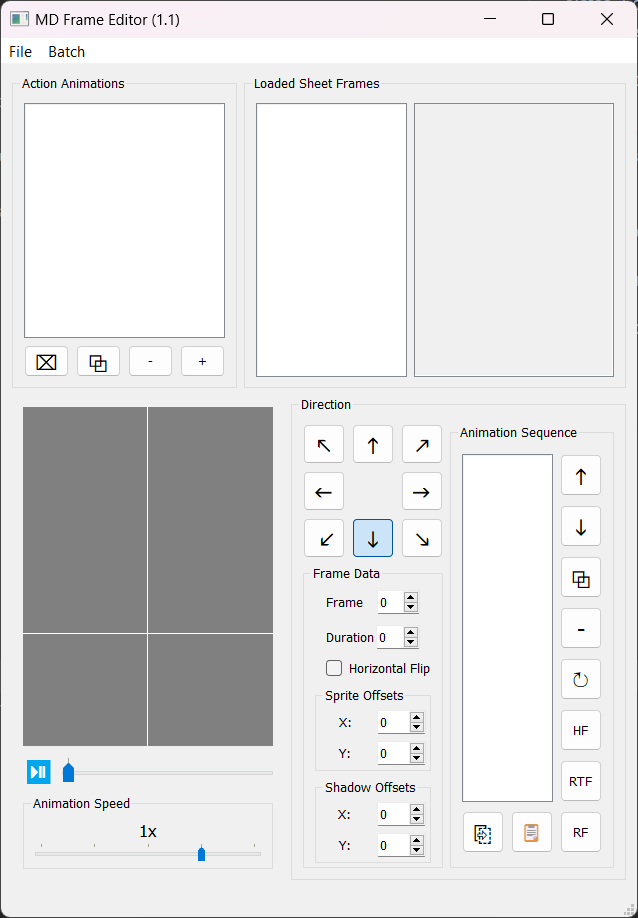 MD Frame Editor (1.1)
File Batch
Action Animations
Loaded Sheet Frames
- +
Direction
Animation Sequence
Frame Data
Frame 0
Duration 0
Horizontal Flip
Sprite Offsets
X: 0
Y: 0
Shadow Offsets
X: 0
Y: 0
-
HF
RTF
RF
Animation Speed
1x